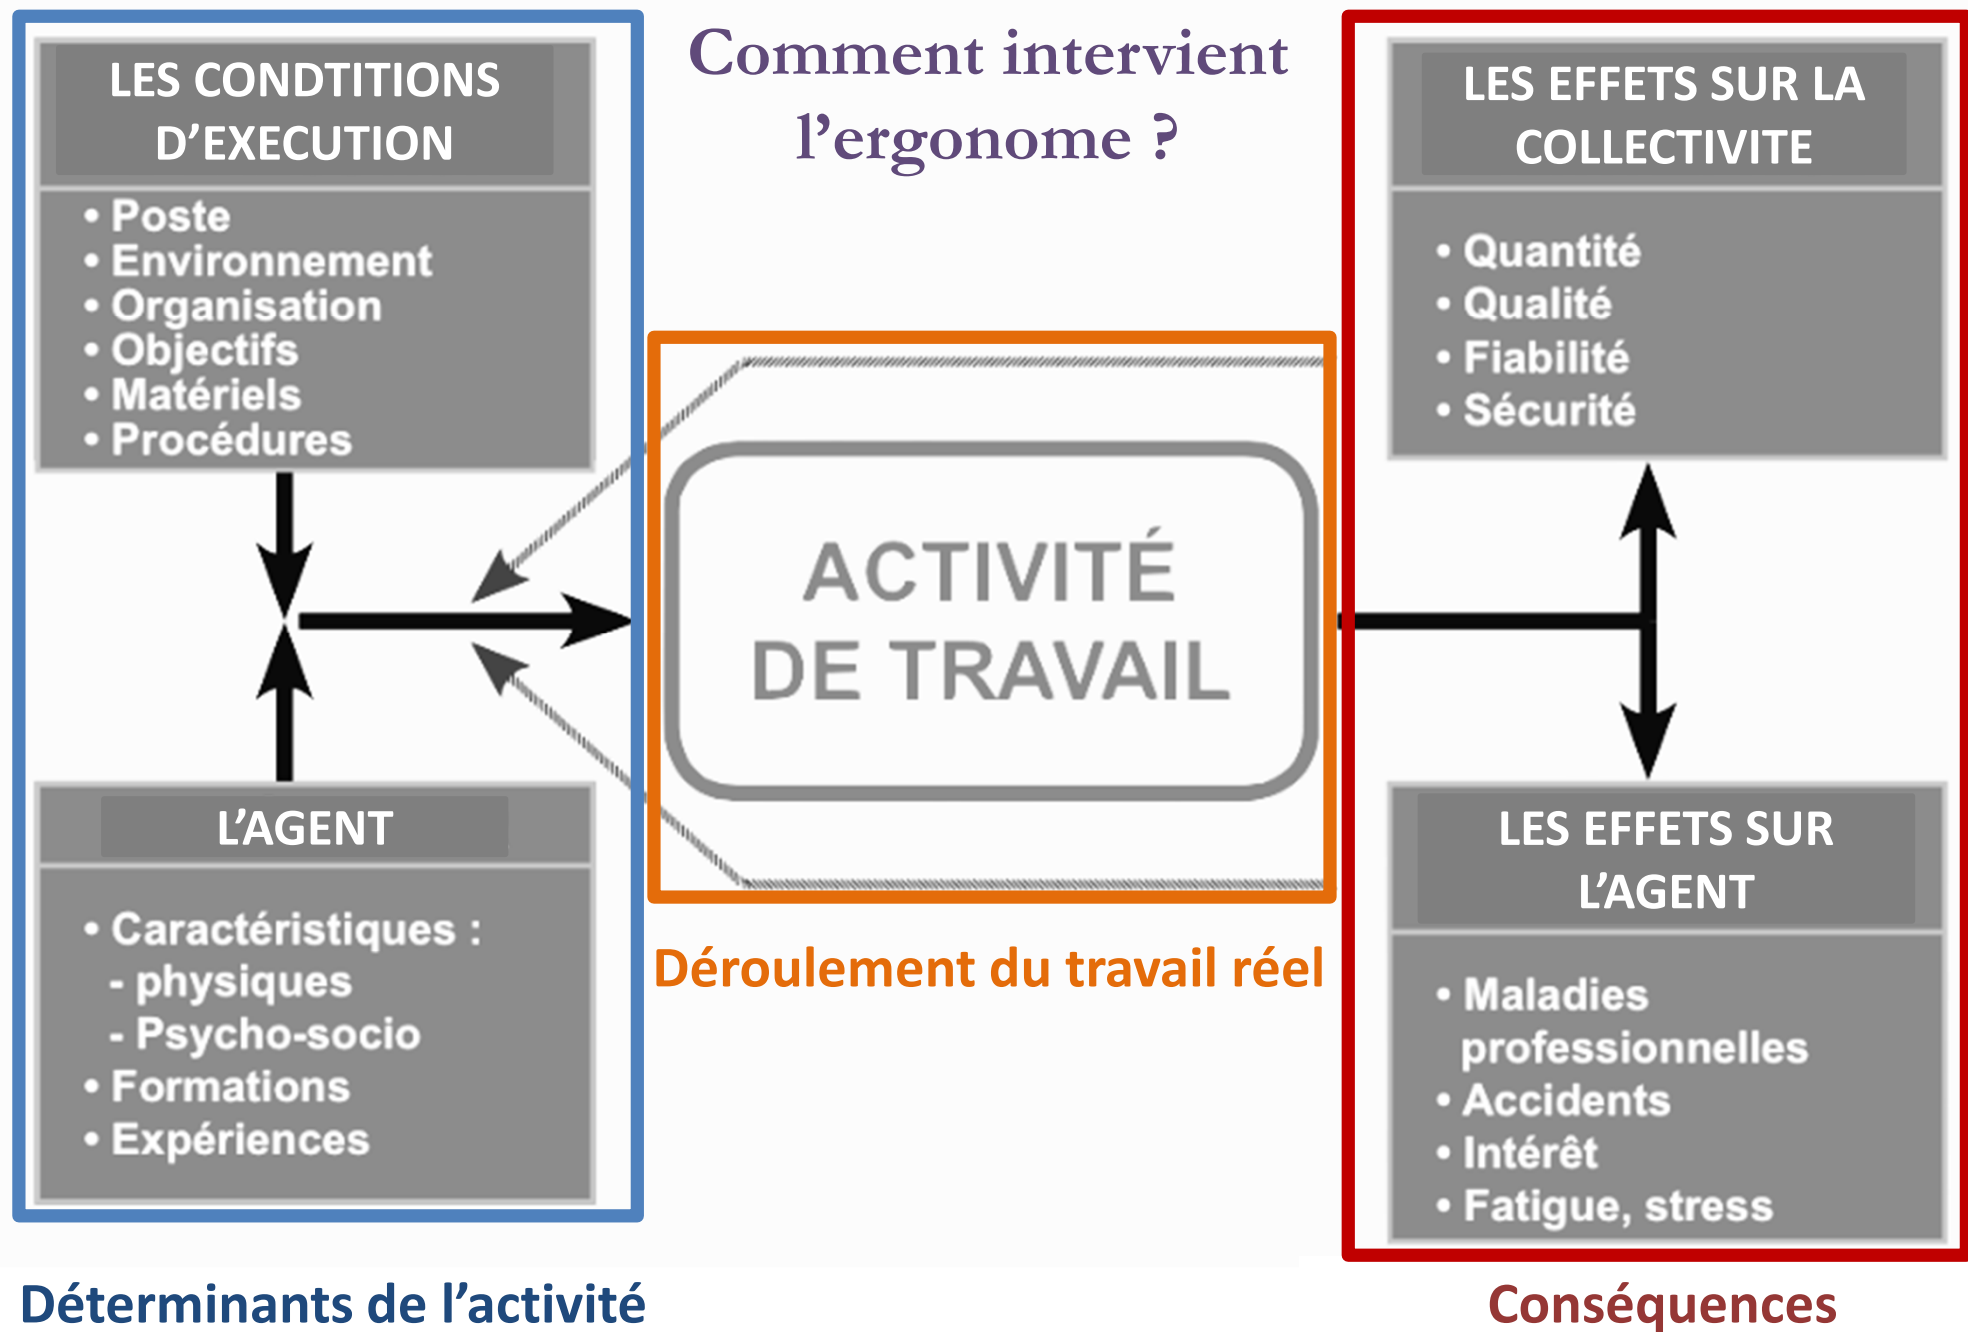 Comment intervient
l’ergonome ?
LES CONDTITIONS
D’EXECUTION
• Poste
• Environnement
• Organisation
• Objectifs
• Matériels
• Procédures
L’AGENT
• Caractéristiques :
- physiques
- Psycho-socio
• Formations
• Expériences
Déterminants de l’activité
ACTIVITÉ
DE TRAVAIL
Déroulement du travail réel
LES EFFETS SUR LA
COLLECTIVITE
• Quantité
• Qualité
• Fiabilité
• Sécurité
LES EFFETS SUR
L’AGENT
• Maladies
professionnelles
• Accidents
• Intérêt
• Fatigue, stress
Conséquences